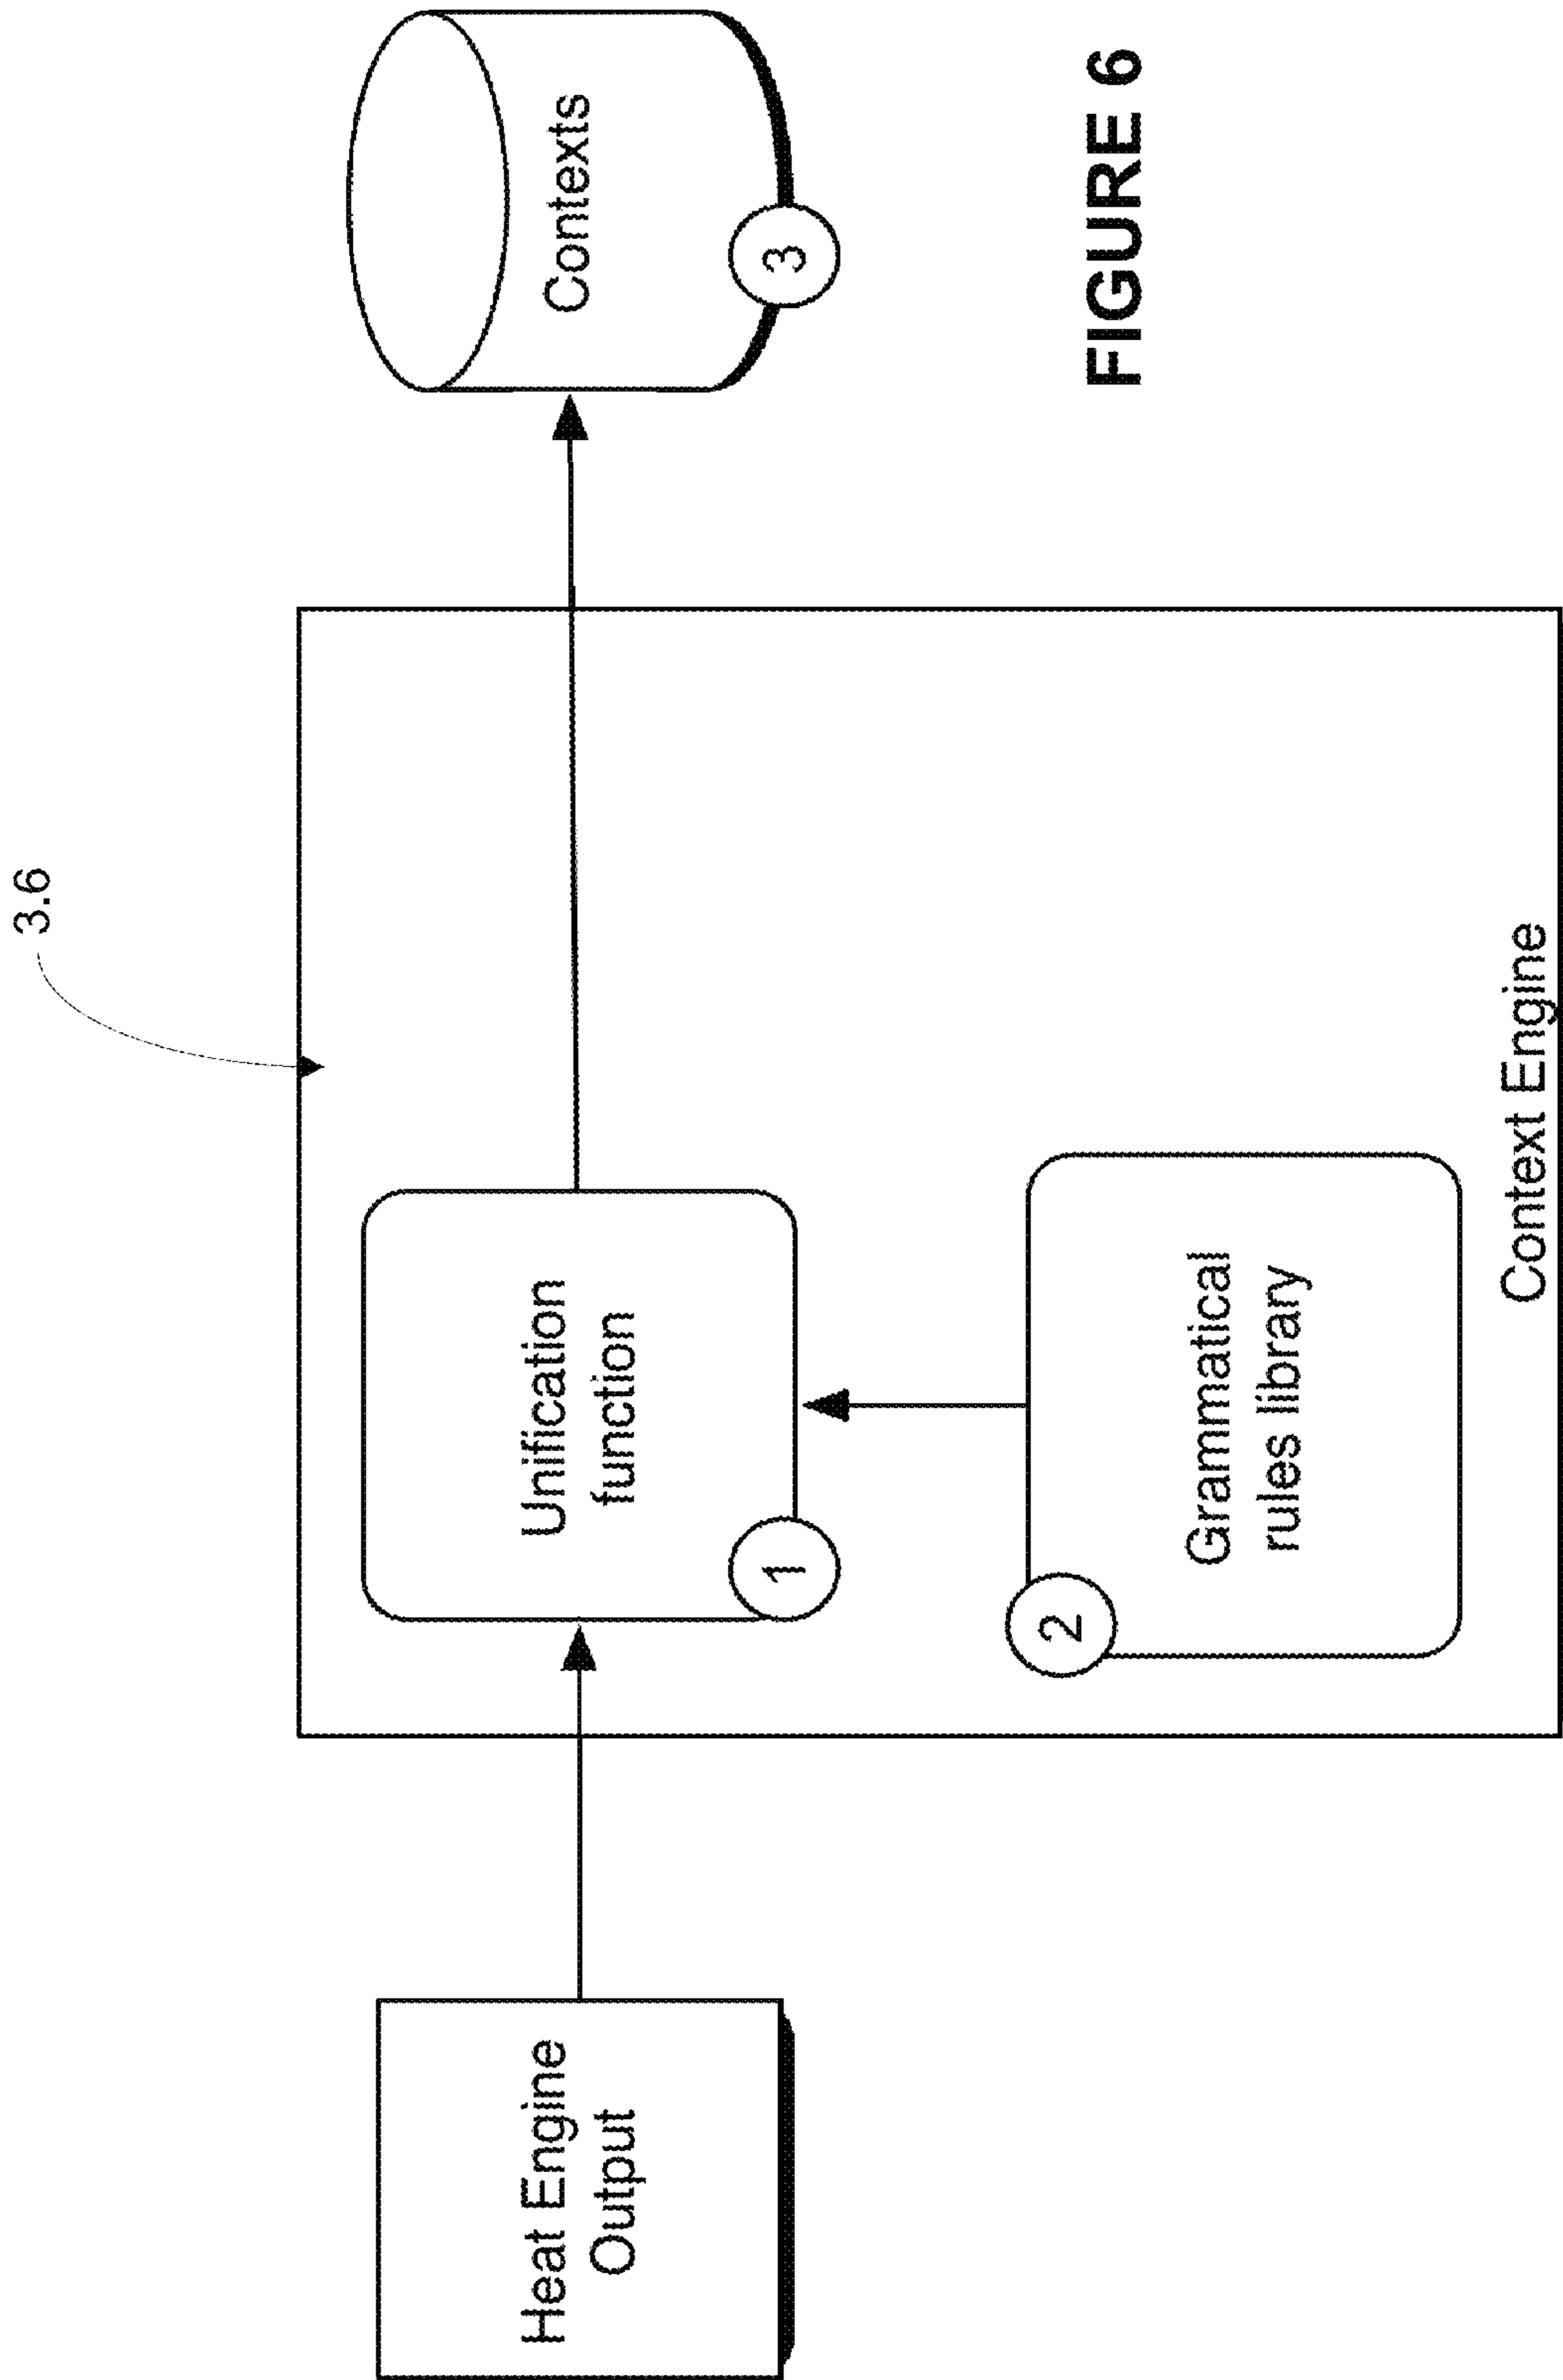 3.6
Heat Engine
Output
Unification
function
1
Contexts
3
2
Grammatical
rules library
Context Engine
FIGURE 6